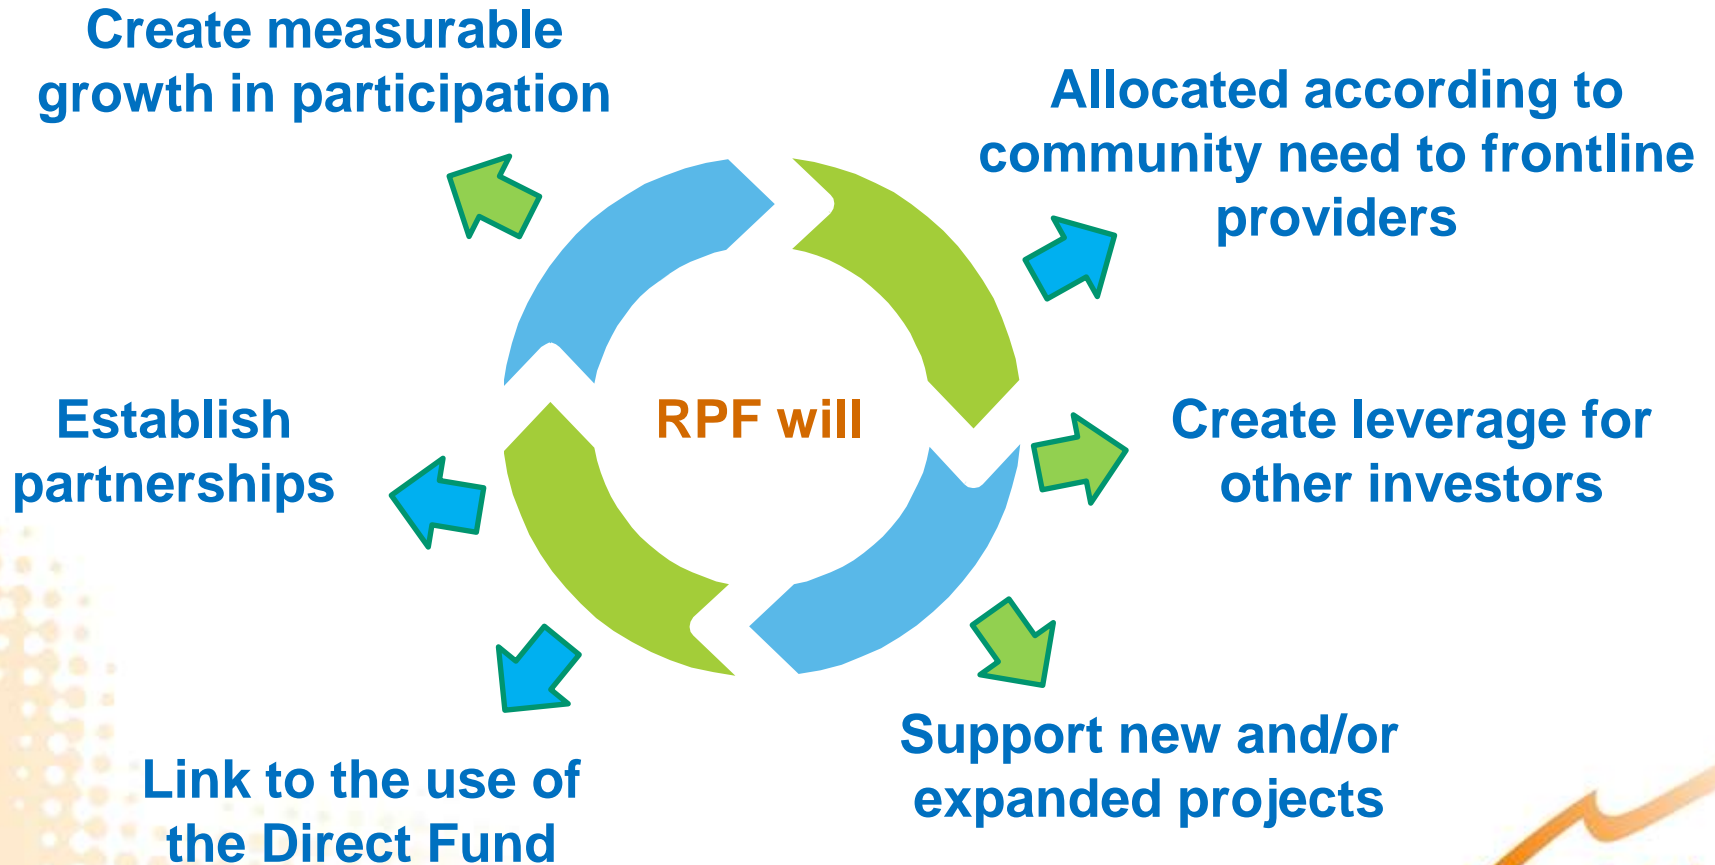 Create measurable
growth in participation
Allocated according to
community need to frontline
providers
RPF will
Establish
partnerships
Create leverage for
other investors
Support new and/or
expanded projects
Link to the use of
the Direct Fund